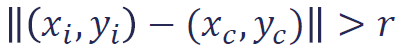 ‖(xᵢ, yᵢ) − (x_c, y_c)‖ > r